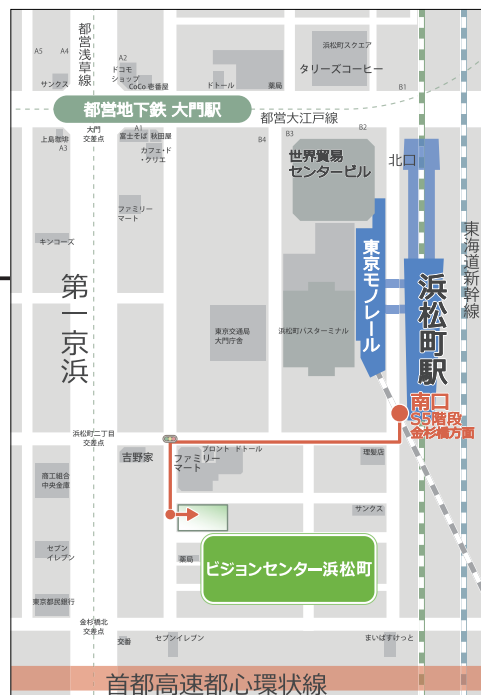 都営浅草線
A5
A4
A2
ドコモ
ショップ
CoCo 壱番屋
サンクス
ドトール
薬局
浜松町スクエア
タリーズコーヒー
B1
都営地下鉄 大門駅
都営大江戸線
大門
交差点
上島珈琲
A3
A1
富士そば 秋田屋
カフェ・ド
・クリエ
B4
B3
B2
世界貿易
センタービル
北口
ファミリー
マート
キンコーズ
第一京浜
東京モノレール
東海道新幹線
浜松町駅
東京交通局
大門庁舎
浜松町バスターミナル
南口
S5階段
金杉橋方面
浜松町二丁目
交差点
吉野家
ファミリー
マート
フロント
ドトール
理髪店
商工組合
中央金庫
サンクス
セブン
イレブン
薬局
ビジョンセンター浜松町
東京都民銀行
金杉橋北
交差点
交番
セブンイレブン
まいばすけっと
首都高速都心環状線